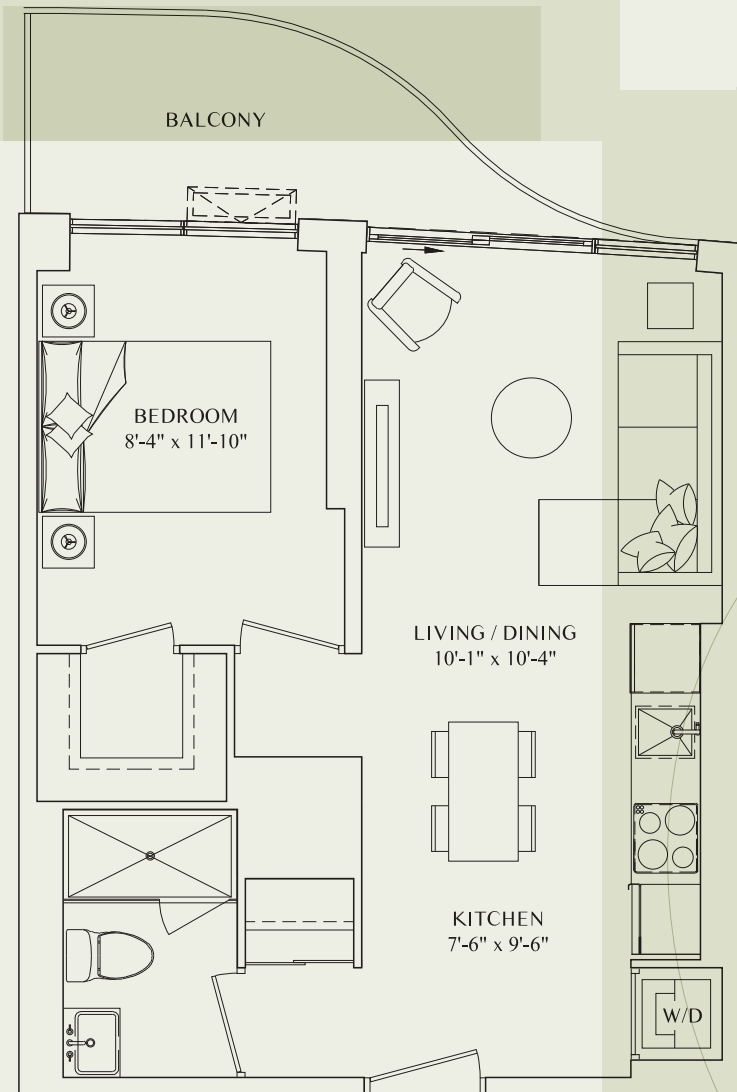 BALCONY
BEDROOM
8'-4" x 11'-10"
LIVING / DINING
10'-1" x 10'-4"
KITCHEN
7'-6" x 9'-6"
W/D